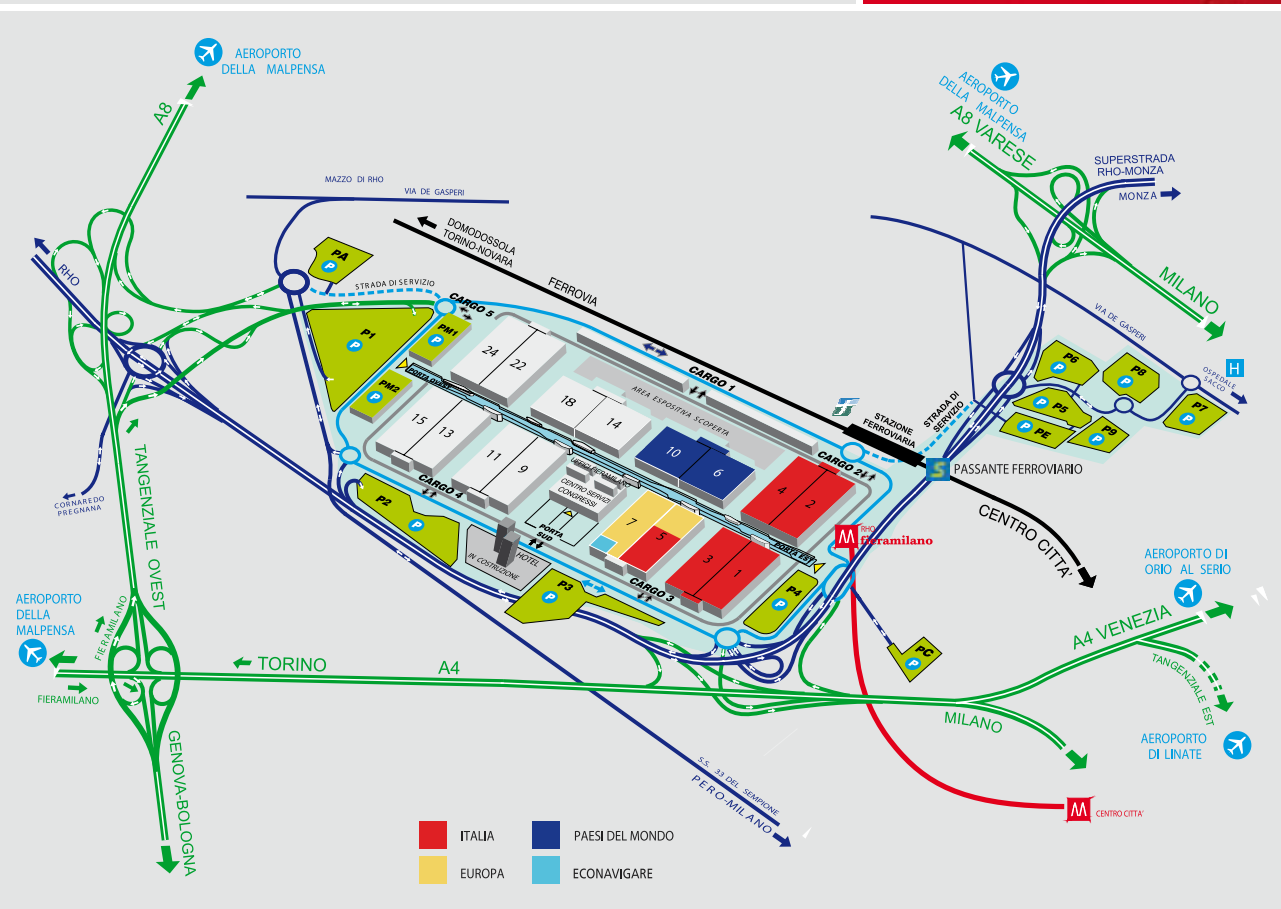 AEROPORTO
DELLA MALPENSA
A8
AEROPORTO
DELLA MALPENSA
A8 VARESE
SUPERSTRADA
RHO-MONZA
MONZA
MILANO
MAZZO DI RHO
VIA DE GASPERI
DOMODOSSOLA
TORINO-NOVARA
FERROVIA
RHO
PA
P
STRADA DI SERVIZIO
CARGO 5
P1
P
PM1
P
PM2
P
24
22
CARGO 1
AREA ESPOSITIVA SCOPERTA
18
14
15
13
11
9
10
6
4
2
7
5
3
1
STAZIONE
FERROVIARIA
STRADA DI
SERVIZIO
CARGO 2
VIA DE GASPERI
OSPEDALE
SACCO
H
P6
P
P8
P
P7
P
P5
P
PE
P
P9
P
S
PASSANTE FERROVIARIO
CENTRO CITTA'
M
RHO
fieramilano
PORTA EST
CENTRO SERVIZI
CONGRESSI
PORTA
SUD
CARGO 4
CARGO 3
HOTEL
IN COSTRUZIONE
P2
P
P3
P
P4
P
PC
P
CORNAREDO
PREGNANA
TANGENZIALE OVEST
AEROPORTO
DELLA
MALPENSA
FIERAMILANO
FIERAMILANO
TORINO
A4
GENOVA-BOLOGNA
AEROPORTO DI
ORIO AL SERIO
A4 VENEZIA
TANGENZIALE EST
MILANO
AEROPORTO
DI LINATE
S.S. 33 DEL SEMPIONE
PERO-MILANO
M
CENTRO CITTA'
ITALIA
PAESI DEL MONDO
EUROPA
ECONAVIGARE